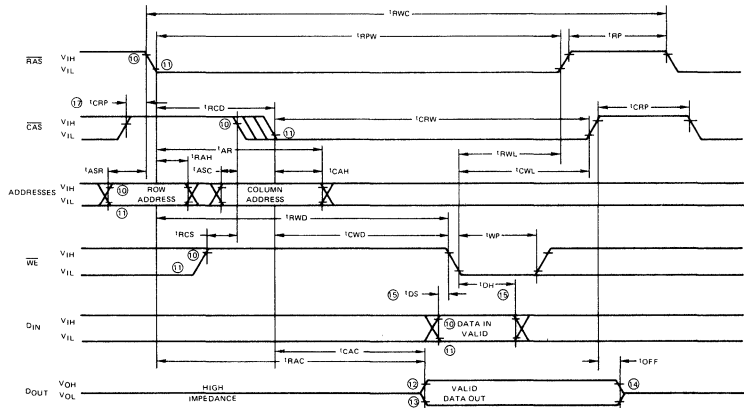 tRWC
tRPW
tRP
RAS
VIH
VIL
⑩
⑪
⑰
tCRP
tRCD
tCRW
tCRP
CAS
VIH
VIL
⑩
⑪
tAR
tRAH
tRWL
tASR
tASC
tCAH
tCWL
ADDRESSES
VIH
VIL
⑩
⑪
ROW ADDRESS
COLUMN ADDRESS
tRWD
tRCS
tCWD
tWP
WE
VIH
VIL
⑩
⑪
⑮
tDS
tDH
⑮
DIN
VIH
VIL
⑩
DATA IN VALID
⑪
tCAC
tRAC
tOFF
DOUT
VOH
VOL
HIGH IMPEDANCE
⑫
⑬
VALID DATA OUT
⑭